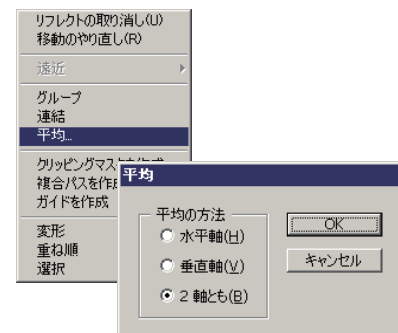 リフレクトの取り消し(U)
移動のやり直し(R)
遠近
グループ
連結
平均...
クリッピングマスクを作成
複合パスを作成
ガイドを作成
変形
重ね順
選択
平均
平均の方法
水平軸(H)
垂直軸(V)
2 軸とも(B)
OK
キャンセル